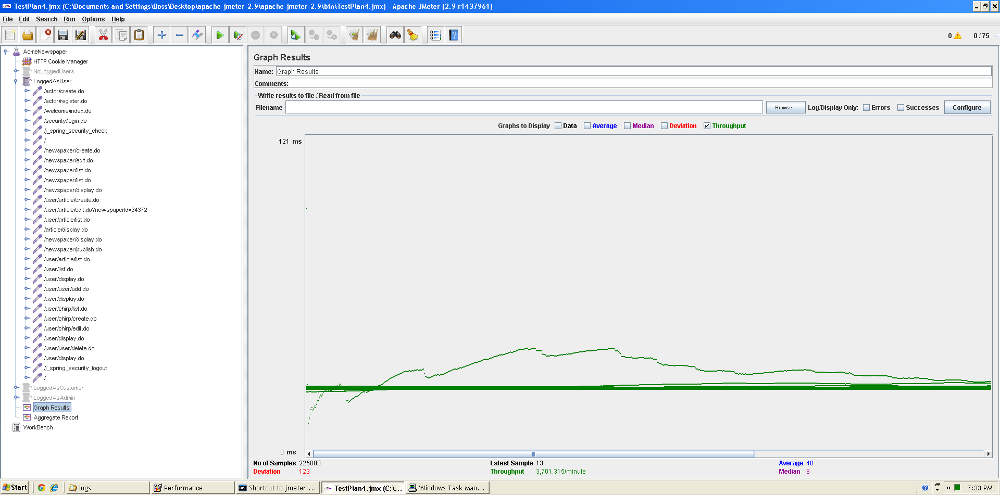 TestPlan4.jmx (C:\Documents and Settings\Boss\Desktop\apache-jmeter-2.9\apache-jmeter-2.9\bin\TestPlan4.jmx) - Apache JMeter (2.9 r1437961)
File Edit Search Run Options Help
0 0 / 75
AcmeNewspaper
HTTP Cookie Manager
NoLoggedUsers
LoggedAsUser
/actor/create.do
/actor/register.do
/welcome/index.do
/security/login.do
/j_spring_security_check
/
/newspaper/create.do
/newspaper/edit.do
/newspaper/list.do
/newspaper/list.do
/newspaper/display.do
/user/article/create.do
/user/article/edit.do?newspaperId=34372
/user/article/list.do
/article/display.do
/newspaper/display.do
/newspaper/publish.do
/user/article/list.do
/user/list.do
/user/display.do
/user/user/add.do
/user/display.do
/user/chirp/list.do
/user/chirp/create.do
/user/chirp/edit.do
/user/display.do
/user/user/delete.do
/user/display.do
/j_spring_security_logout
/
LoggedAsCustomer
LoggedAsAdmin
Graph Results
Aggregate Report
WorkBench
Graph Results
Name: Graph Results
Comments:
Write results to file / Read from file
Filename Browse... Log/Display Only: Errors Successes Configure
Graphs to Display Data Average Median Deviation Throughput
121 ms
0 ms
No of Samples 225000 Latest Sample 13 Average 48
Deviation 123 Throughput 3,701.315/minute Median 8
Start logs Performance Shortcut to jmeter.... TestPlan4.jmx (C:\... Windows Task Man... 7:33 PM